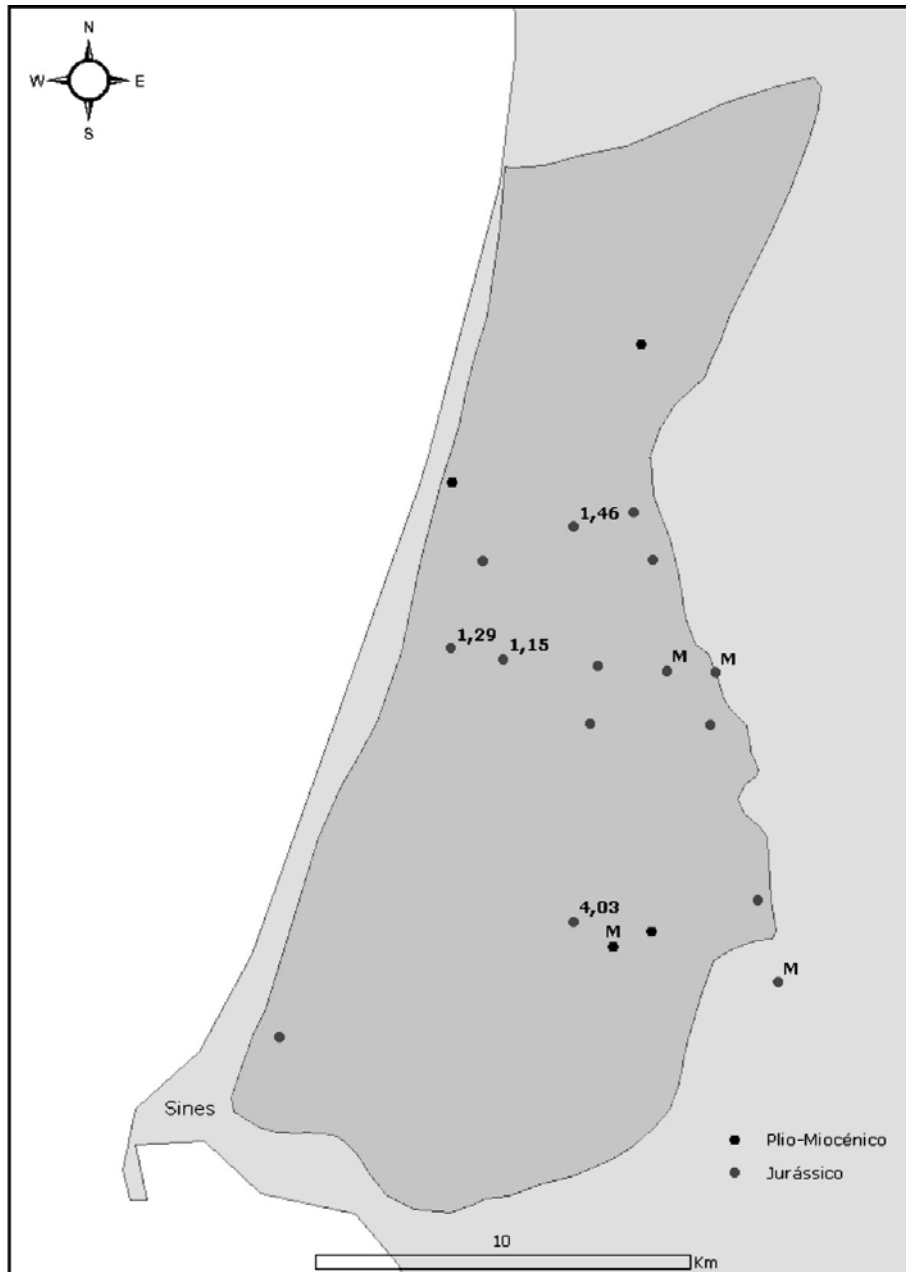 N
W E
S
1,46
1,29
1,15
M M
4,03
M
M
Sines
Plio-Miocénico
Jurássico
10
Km